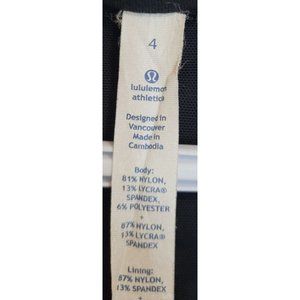 4
lululemon
athletica
Designed in
Vancouver
Made in
Cambodia
Body:
81% NYLON,
13% LYCRA®
SPANDEX,
6% POLYESTER
+
87% NYLON,
13% LYCRA®
SPANDEX
Lining:
87% NYLON,
13% SPANDEX
+